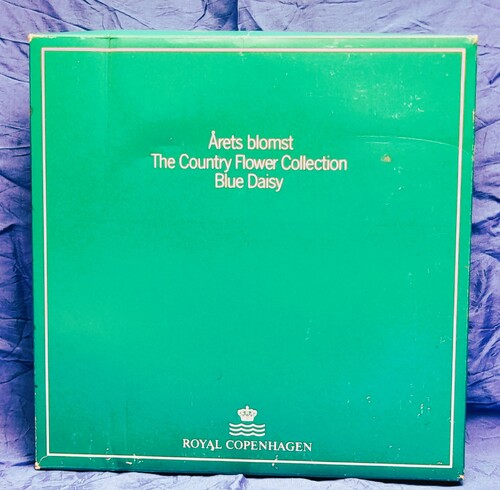 Årets blomst
The Country Flower Collection
Blue Daisy
ROYAL COPENHAGEN